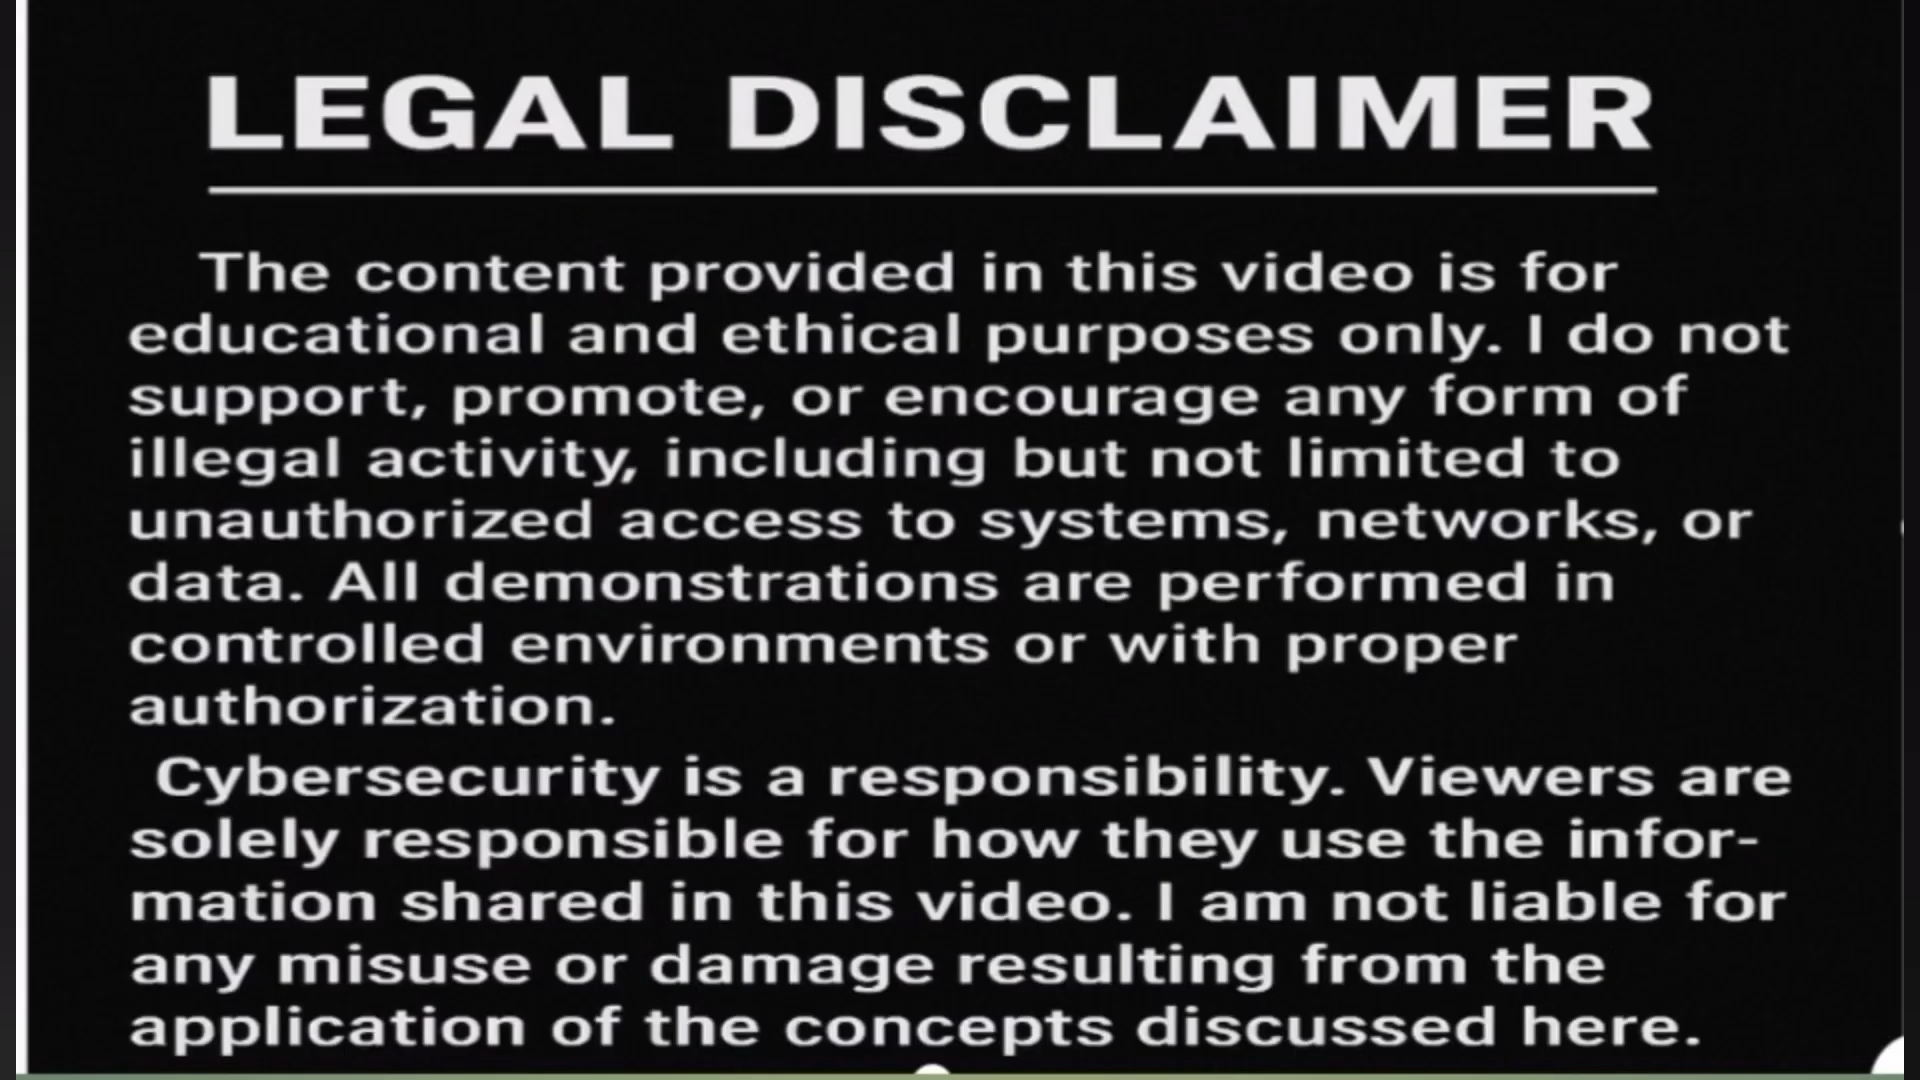 LEGAL DISCLAIMER
The content provided in this video is for
educational and ethical purposes only. I do not
support, promote, or encourage any form of
illegal activity, including but not limited to
unauthorized access to systems, networks, or
data. All demonstrations are performed in
controlled environments or with proper
authorization.
Cybersecurity is a responsibility. Viewers are
solely responsible for how they use the infor-
mation shared in this video. I am not liable for
any misuse or damage resulting from the
application of the concepts discussed here.